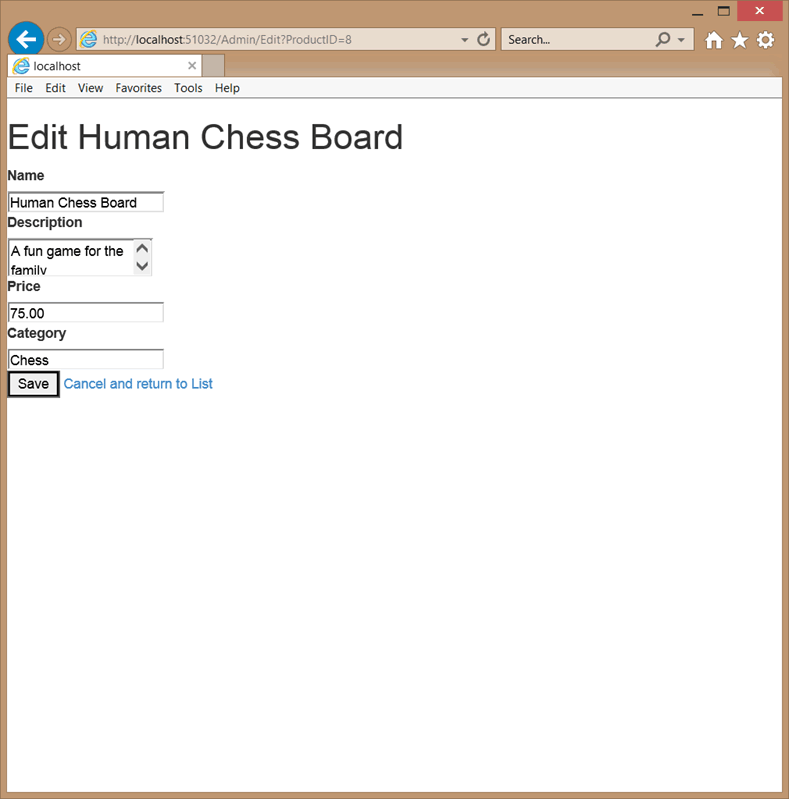 http://localhost:51032/Admin/Edit?ProductID=8
Search...
localhost
File Edit View Favorites Tools Help
Edit Human Chess Board
Name
Human Chess Board
Description
A fun game for the
family
Price
75.00
Category
Chess
Save Cancel and return to List